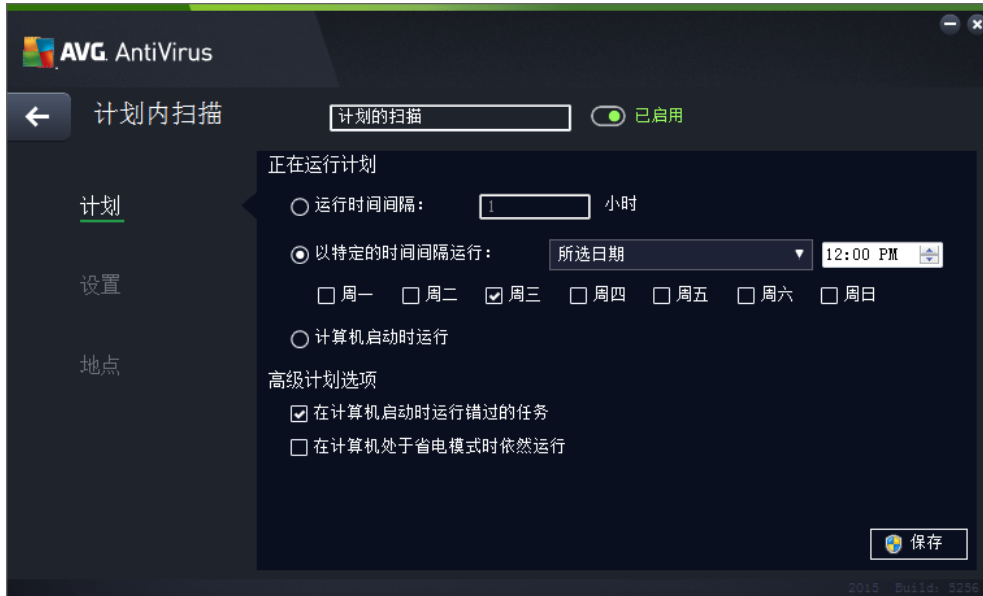 AVG AntiVirus
计划内扫描
计划的扫描
已启用
计划
设置
地点
正在运行计划
运行时间间隔: 1 小时
以特定的时间间隔运行: 所选日期 12:00 PM
周一 周二 周三 周四 周五 周六 周日
计算机启动时运行
高级计划选项
在计算机启动时运行错过的任务
在计算机处于省电模式时依然运行
保存
2015 Build: 5256